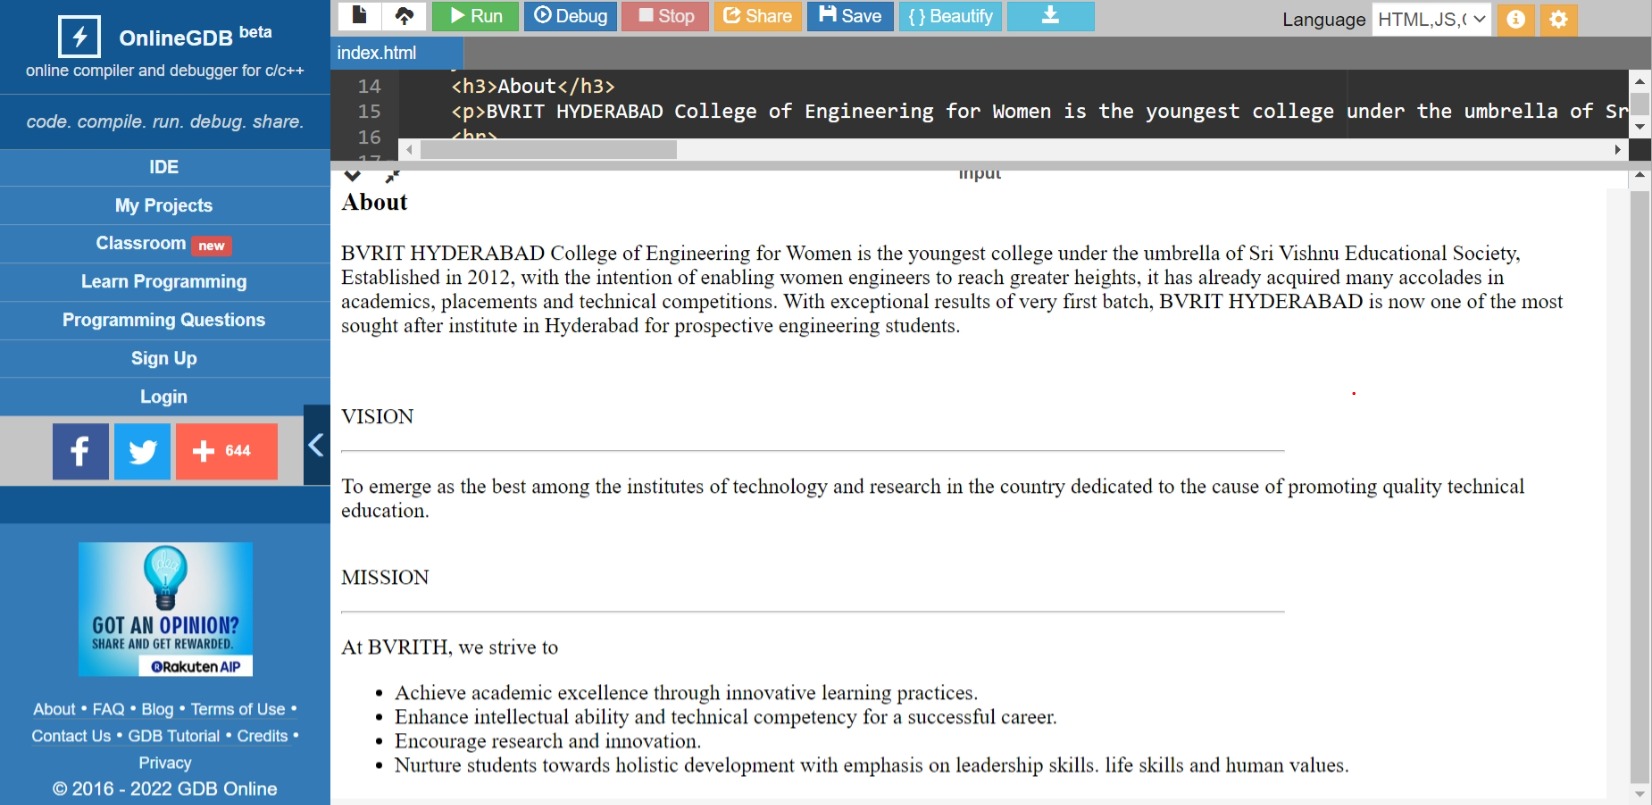 OnlineGDB beta
online compiler and debugger for c/c++
code. compile. run. debug. share.
IDE
My Projects
Classroom new
Learn Programming
Programming Questions
Sign Up
Login
f
644
GOT AN OPINION?
SHARE AND GET REWARDED.
Rakuten AIP
About • FAQ • Blog • Terms of Use •
Contact Us • GDB Tutorial • Credits •
Privacy
© 2016 - 2022 GDB Online
Run Debug Stop Share Save { } Beautify
Language HTML,JS,(
index.html
14 <h3>About</h3>
15 <p>BVRIT HYDERABAD College of Engineering for Women is the youngest college under the umbrella of Sr
16 <br>
17
input
About
BVRIT HYDERABAD College of Engineering for Women is the youngest college under the umbrella of Sri Vishnu Educational Society,
Established in 2012, with the intention of enabling women engineers to reach greater heights, it has already acquired many accolades in
academics, placements and technical competitions. With exceptional results of very first batch, BVRIT HYDERABAD is now one of the most
sought after institute in Hyderabad for prospective engineering students.
VISION
To emerge as the best among the institutes of technology and research in the country dedicated to the cause of promoting quality technical
education.
MISSION
At BVRITH, we strive to
• Achieve academic excellence through innovative learning practices.
• Enhance intellectual ability and technical competency for a successful career.
• Encourage research and innovation.
• Nurture students towards holistic development with emphasis on leadership skills. life skills and human values.